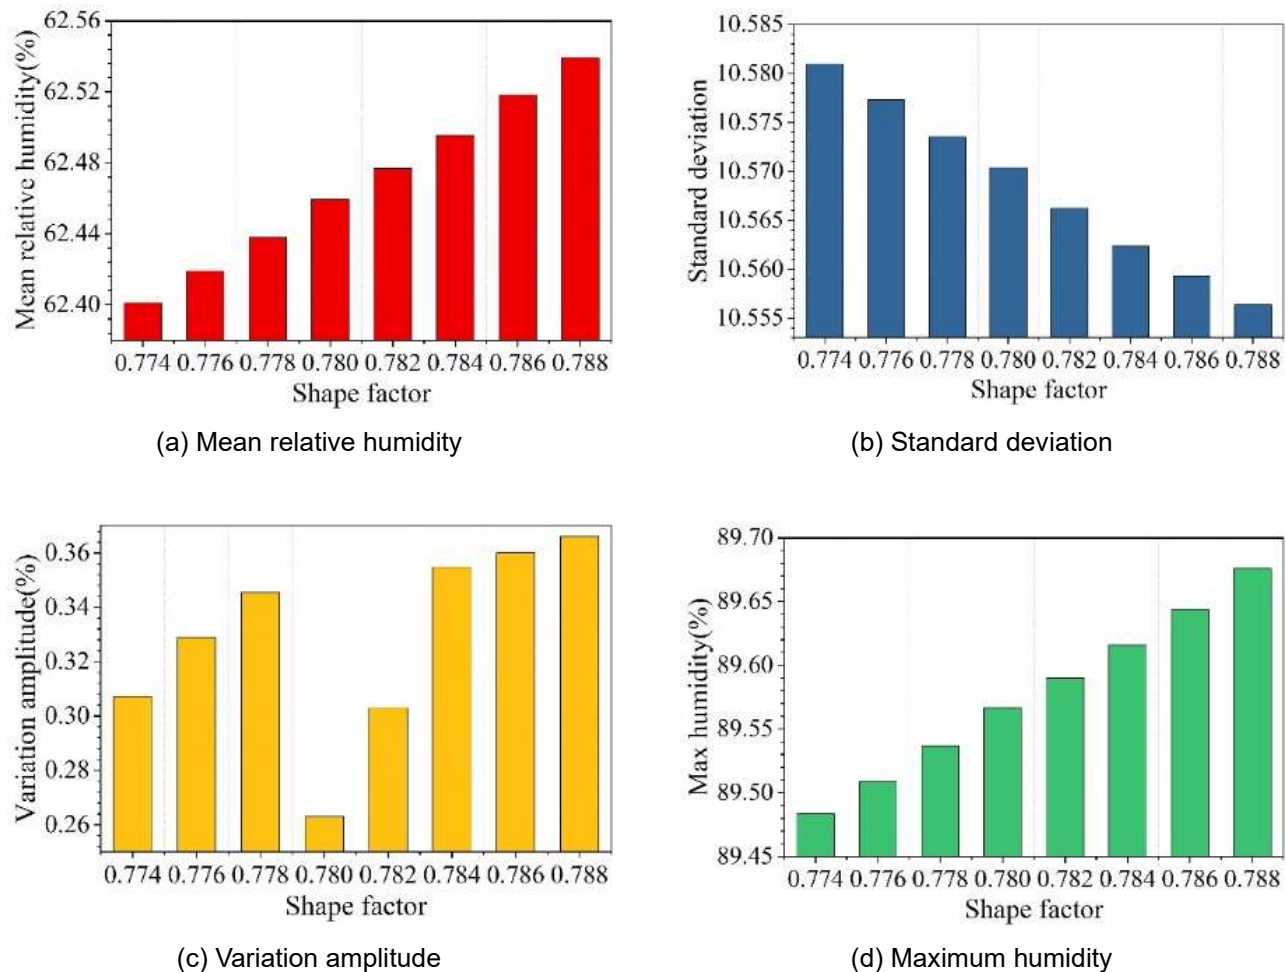 62.56
62.52
62.48
62.44
62.40
Mean relative humidity(%)
0.774 0.776 0.778 0.780 0.782 0.784 0.786 0.788
Shape factor
(a) Mean relative humidity
10.585
10.580
10.575
10.570
10.565
10.560
10.555
Standard deviation
0.774 0.776 0.778 0.780 0.782 0.784 0.786 0.788
Shape factor
(b) Standard deviation
0.36
0.34
0.32
0.30
0.28
0.26
Variation amplitude(%)
0.774 0.776 0.778 0.780 0.782 0.784 0.786 0.788
Shape factor
(c) Variation amplitude
89.70
89.65
89.60
89.55
89.50
89.45
Max humidity(%)
0.774 0.776 0.778 0.780 0.782 0.784 0.786 0.788
Shape factor
(d) Maximum humidity